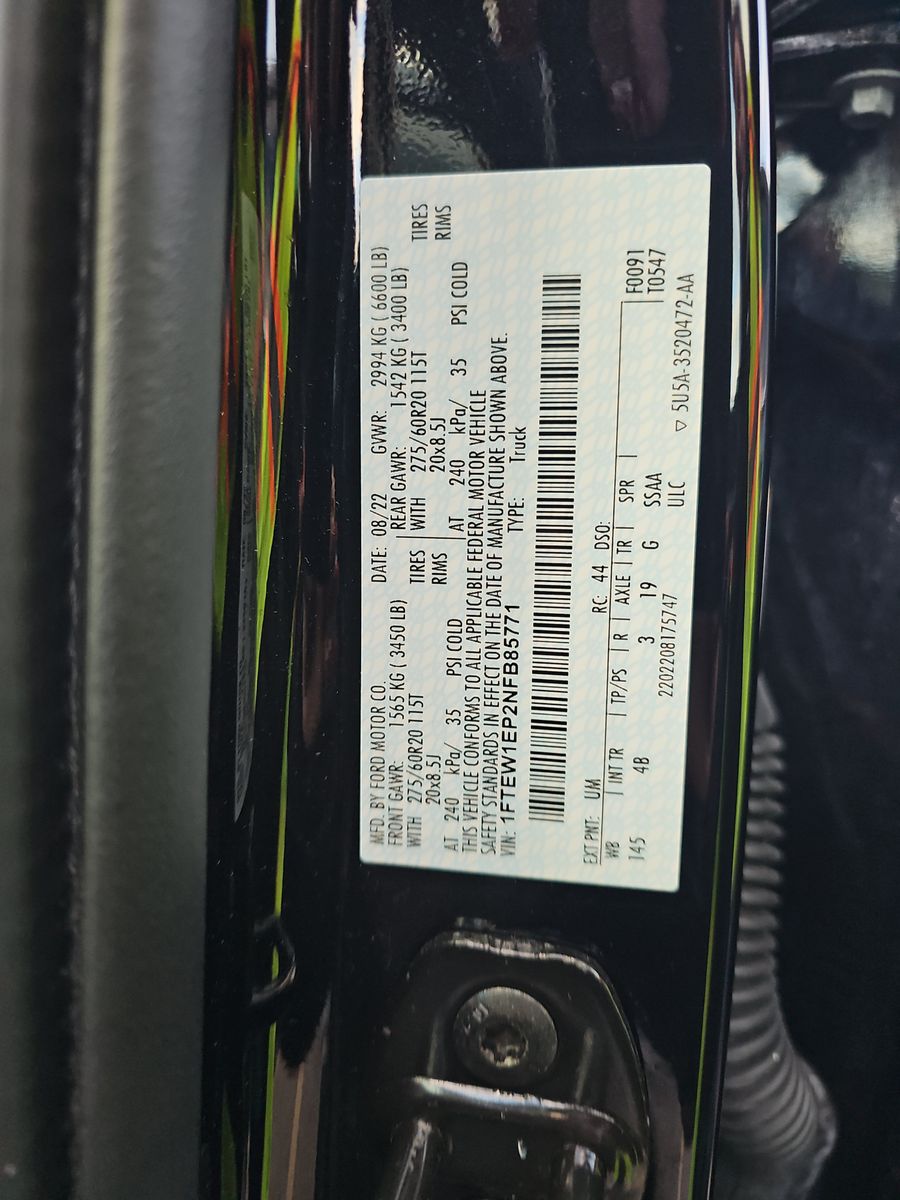 MFD. BY FORD MOTOR CO. DATE: 08/22 GVWR: 2994 KG ( 6600 LB)
FRONT GAWR: 1565 KG ( 3450 LB) REAR GAWR: 1542 KG ( 3400 LB)
WITH 275/60R20 115T TIRES WITH 275/60R20 115T TIRES
20x8.5J RIMS 20x8.5J RIMS
AT 240 kPa/ 35 PSI COLD AT 240 kPa/ 35 PSI COLD
THIS VEHICLE CONFORMS TO ALL APPLICABLE FEDERAL MOTOR VEHICLE
SAFETY STANDARDS IN EFFECT ON THE DATE OF MANUFACTURE SHOWN ABOVE.
VIN: 1FTEW1EP2NFB85771 TYPE: Truck
EXT PNT: UM RC: 44 DSO: F0091
WB | INT TR | TP/PS | R | AXLE | TR | SPR | T0547
145 4B 3 19 G SSAA
2202208175747 ULC ▽ 5U5A-3520472-AA